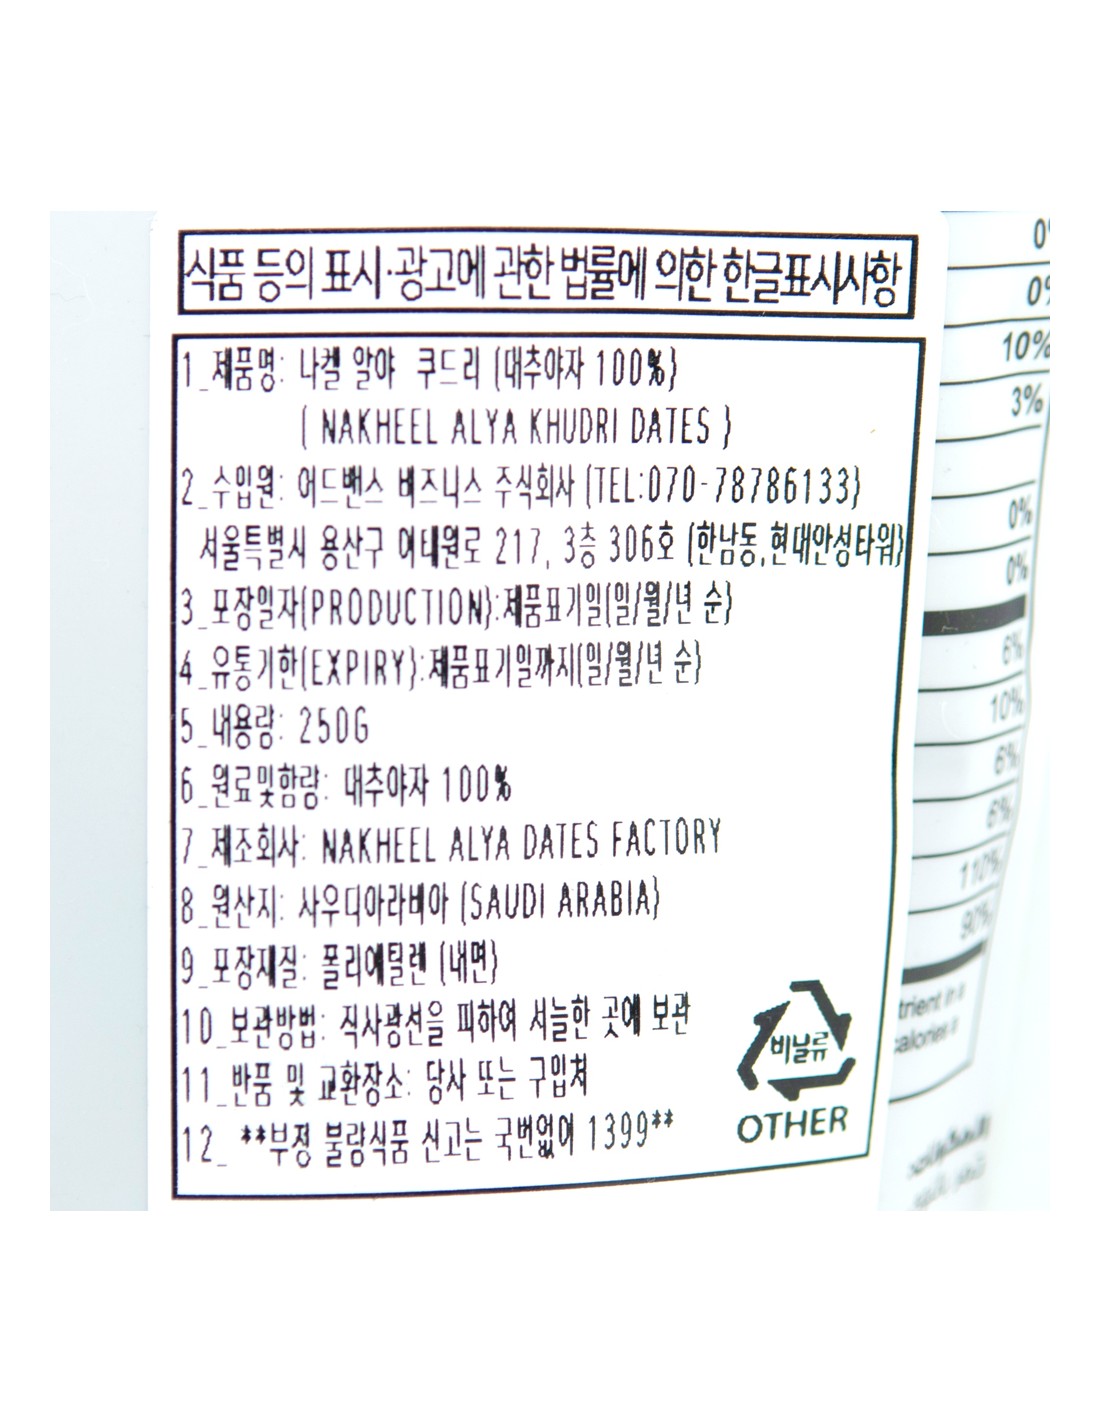 식품 등의 표시·광고에 관한 법률에 의한 한글표시사항
1_제품명: 나켈 알야 쿠드리 (대추야자 100%)
( NAKHEEL ALYA KHUDRI DATES )
2_수입원: 어드밴스 비즈니스 주식회사 (TEL:070-78786133)
서울특별시 용산구 이태원로 217, 3층 306호 (한남동,현대안성타워)
3_포장일자(PRODUCTION):제품표기일(일/월/년 순)
4_유통기한(EXPIRY):제품표기일까지(일/월/년 순)
5_내용량: 250G
6_원료및함량: 대추야자 100%
7_제조회사: NAKHEEL ALYA DATES FACTORY
8_원산지: 사우디아라비아 (SAUDI ARABIA)
9_포장재질: 폴리에틸렌 (내면)
10_보관방법: 직사광선을 피하여 서늘한 곳에 보관
11_반품 및 교환장소: 당사 또는 구입처
12_ **부정 불량식품 신고는 국번없이 1399**
비닐류
OTHER
10%
3%
0%
0%
6%
10%
6%
6%
110%
90%